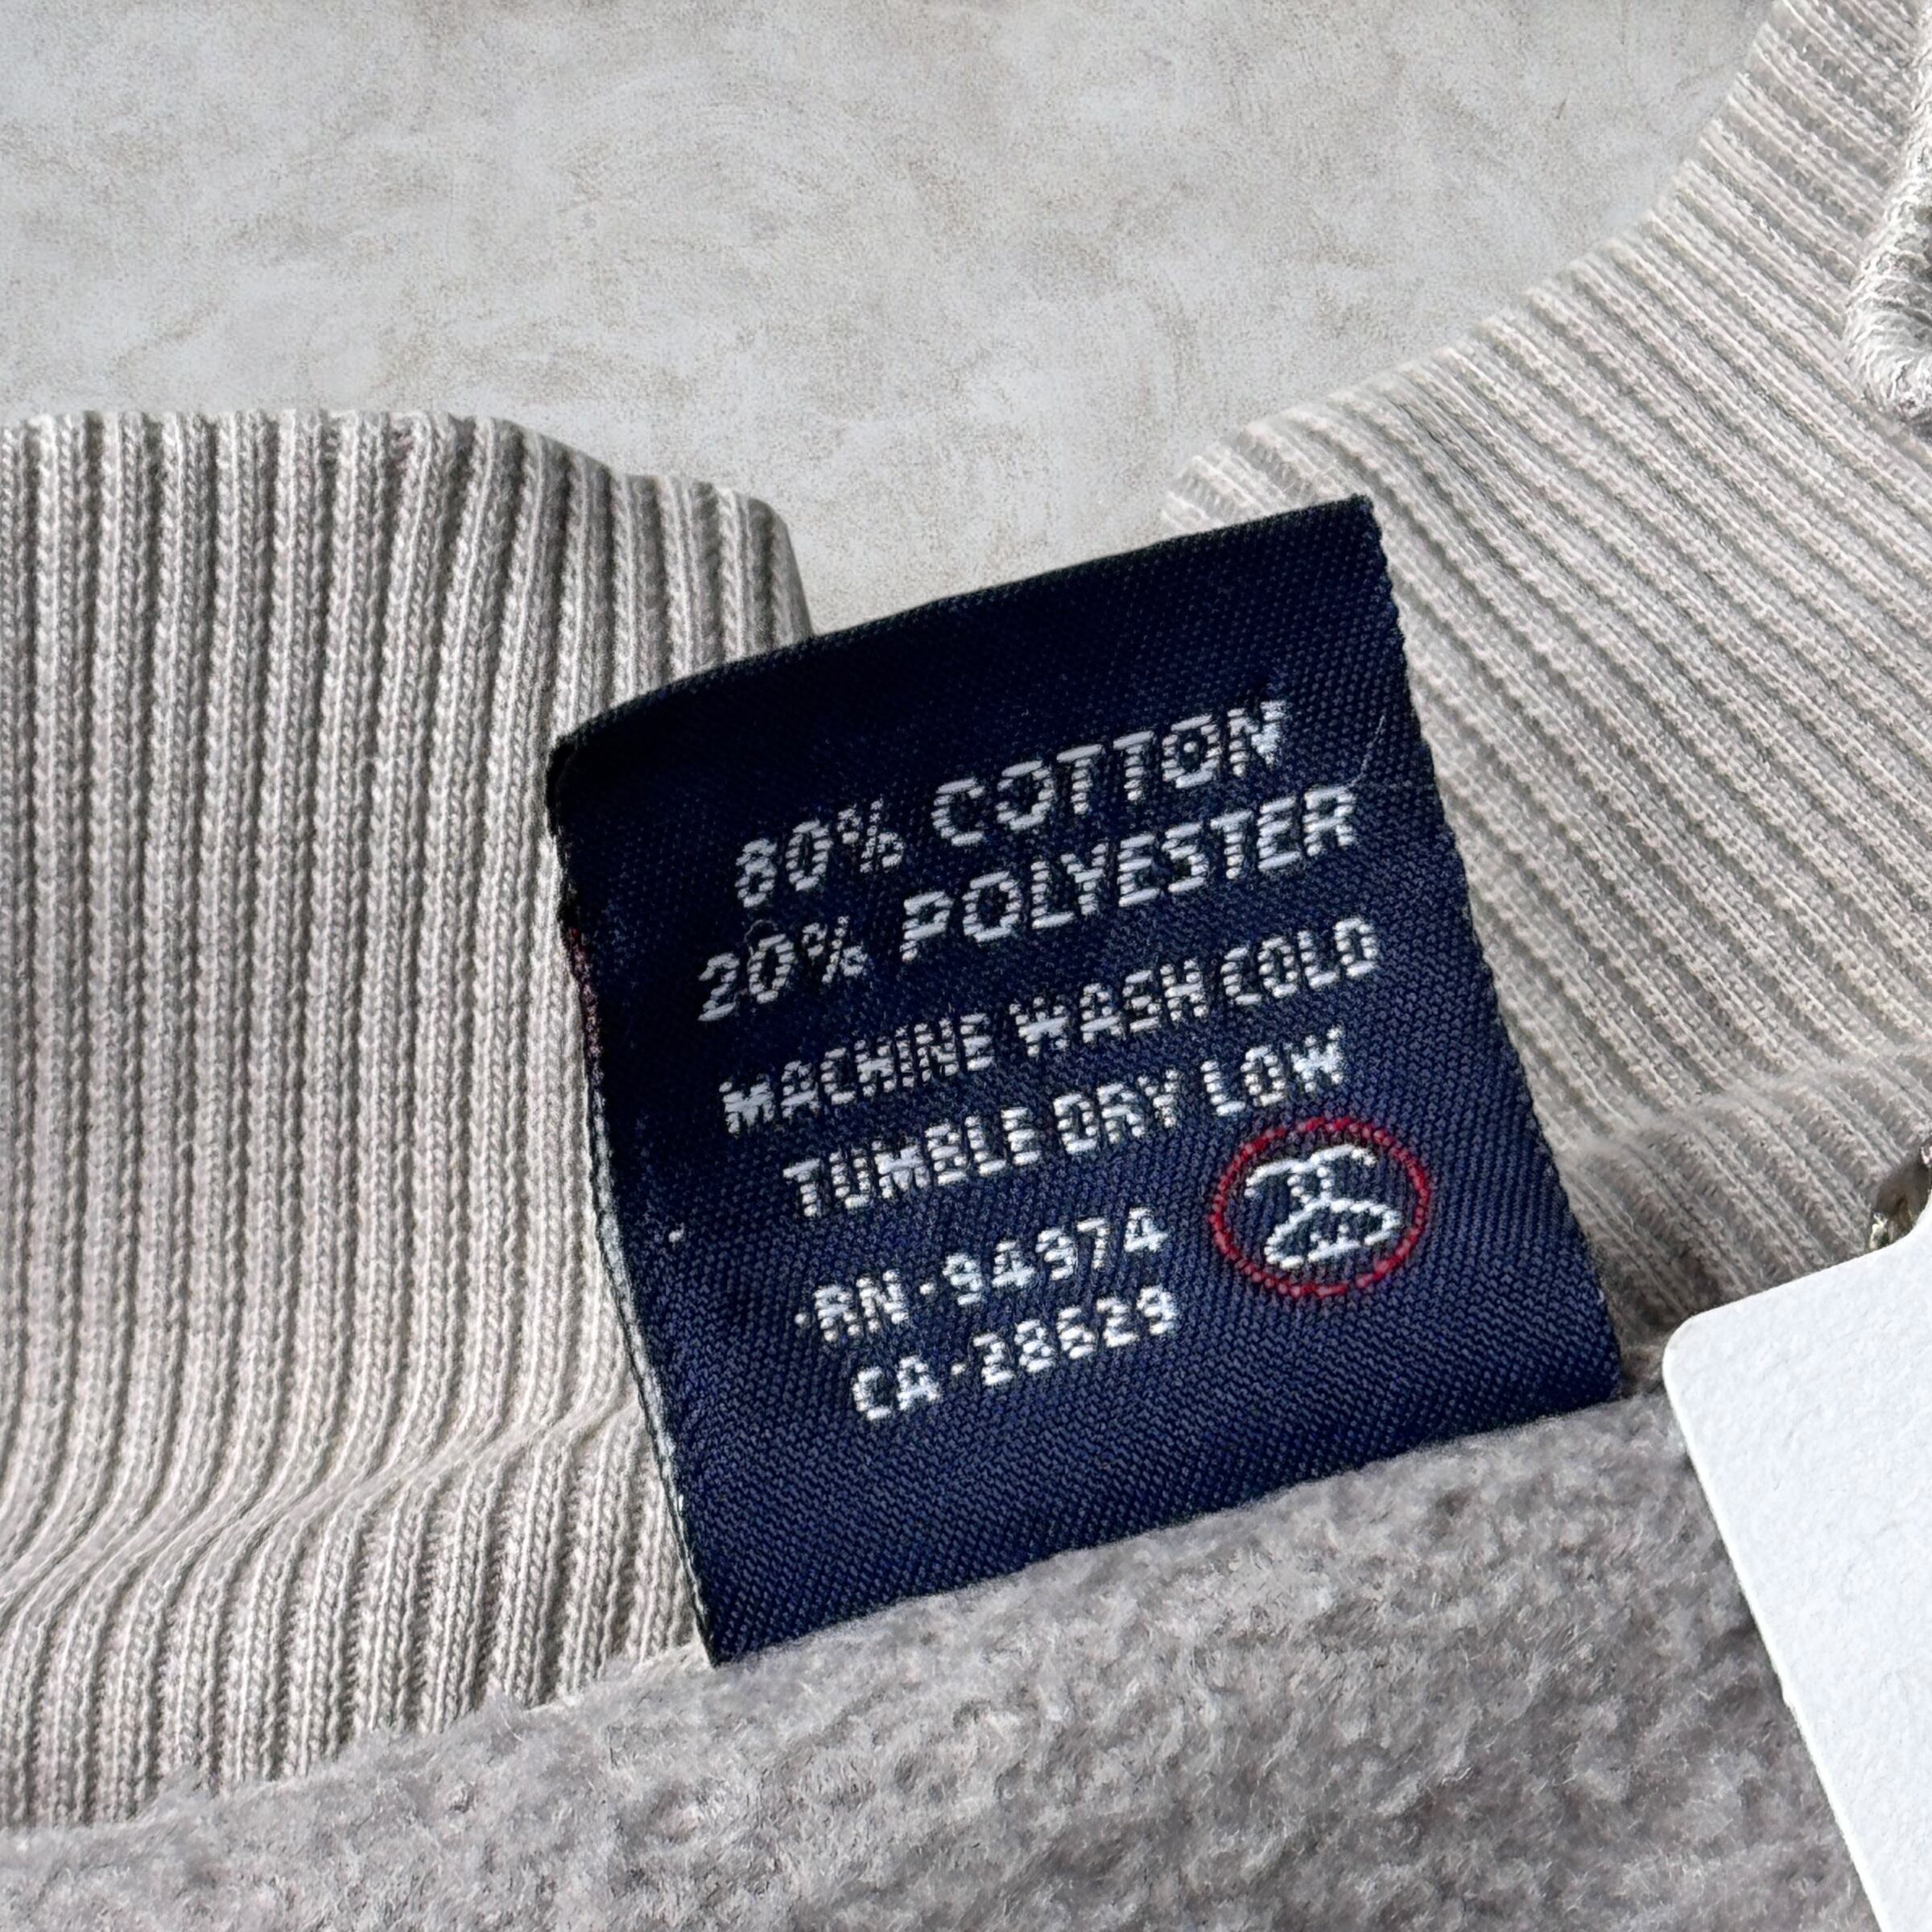 80% COTTON
20% POLYESTER
MACHINE WASH COLD
TUMBLE DRY LOW
RN-94974
CA-28629